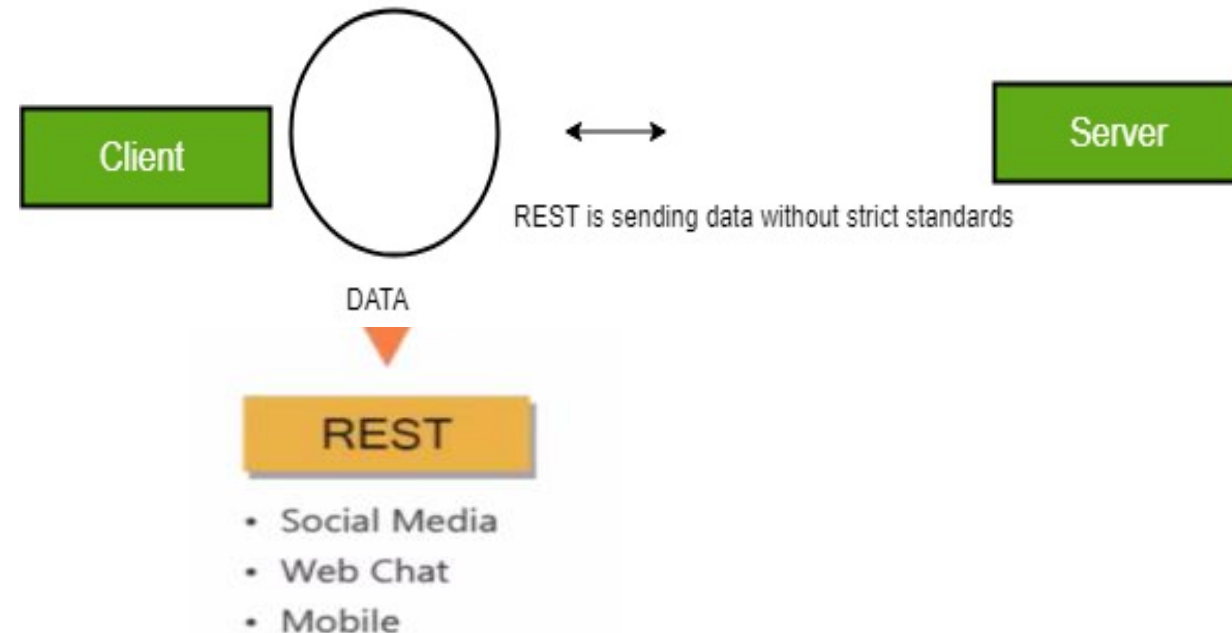 Client
Server
REST is sending data without strict standards
DATA
REST
• Social Media
• Web Chat
• Mobile